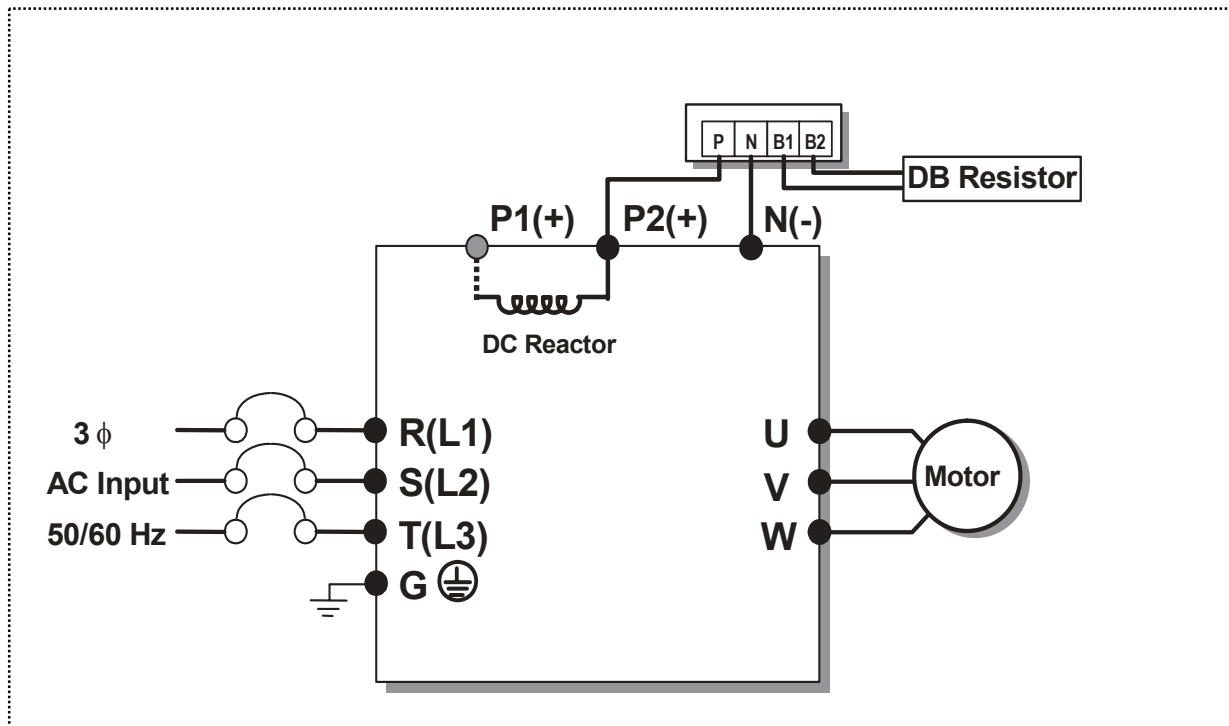 P N B1 B2
DB Resistor
P1(+) P2(+) N(-)
DC Reactor
3 ϕ
R(L1)
U
AC Input
S(L2)
V
Motor
50/60 Hz
T(L3)
W
G